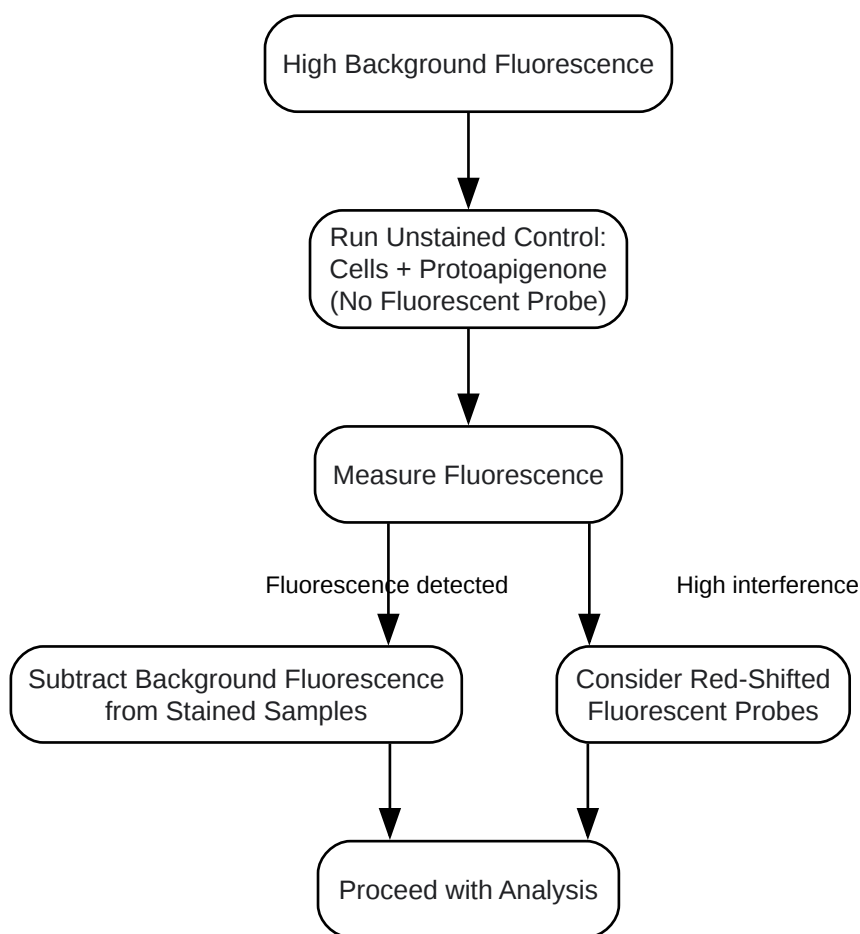 High Background Fluorescence
Run Unstained Control:
Cells + Protoapigenone
(No Fluorescent Probe)
Measure Fluorescence
Fluorescence detected
High interference
Subtract Background Fluorescence
from Stained Samples
Consider Red-Shifted
Fluorescent Probes
Proceed with Analysis